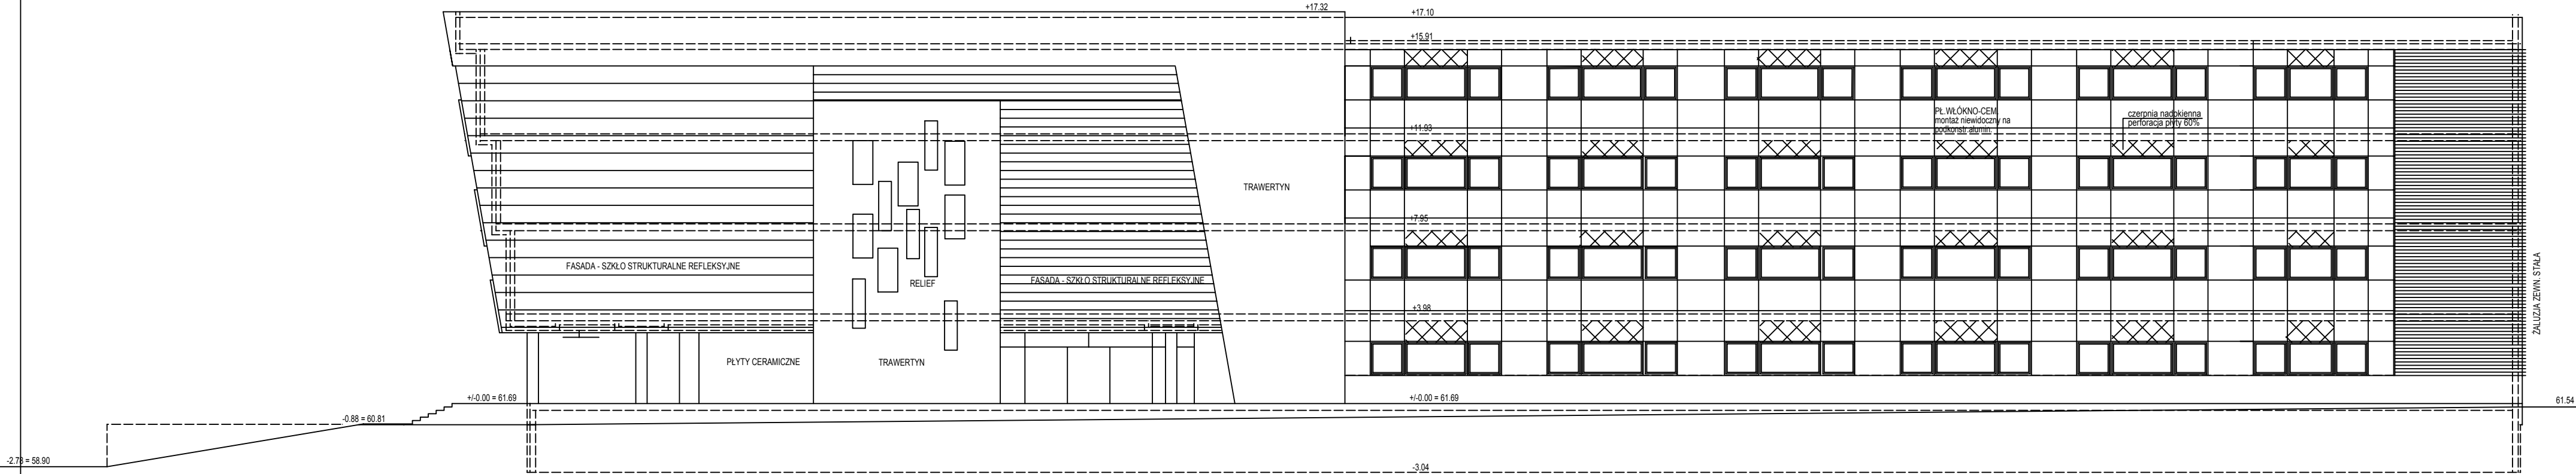 +17.32
+17.10
+15.91
PŁ.WŁÓKNO-CEM.
montaż niewidoczny na
podkonstr.alumin.
czerpnia nadokienna
perforacja płyty 60%
+11.93
TRAWERTYN
+7.95
FASADA - SZKŁO STRUKTURALNE REFLEKSYJNE
RELIEF
FASADA - SZKŁO STRUKTURALNE REFLEKSYJNE
ŻALUZJA ZEWN. STAŁA
+3.98
PŁYTY CERAMICZNE
TRAWERTYN
+/-0.00 = 61.69
+/-0.00 = 61.69
61.54
-0.88 = 60.81
-2.78 = 58.90
-3.04